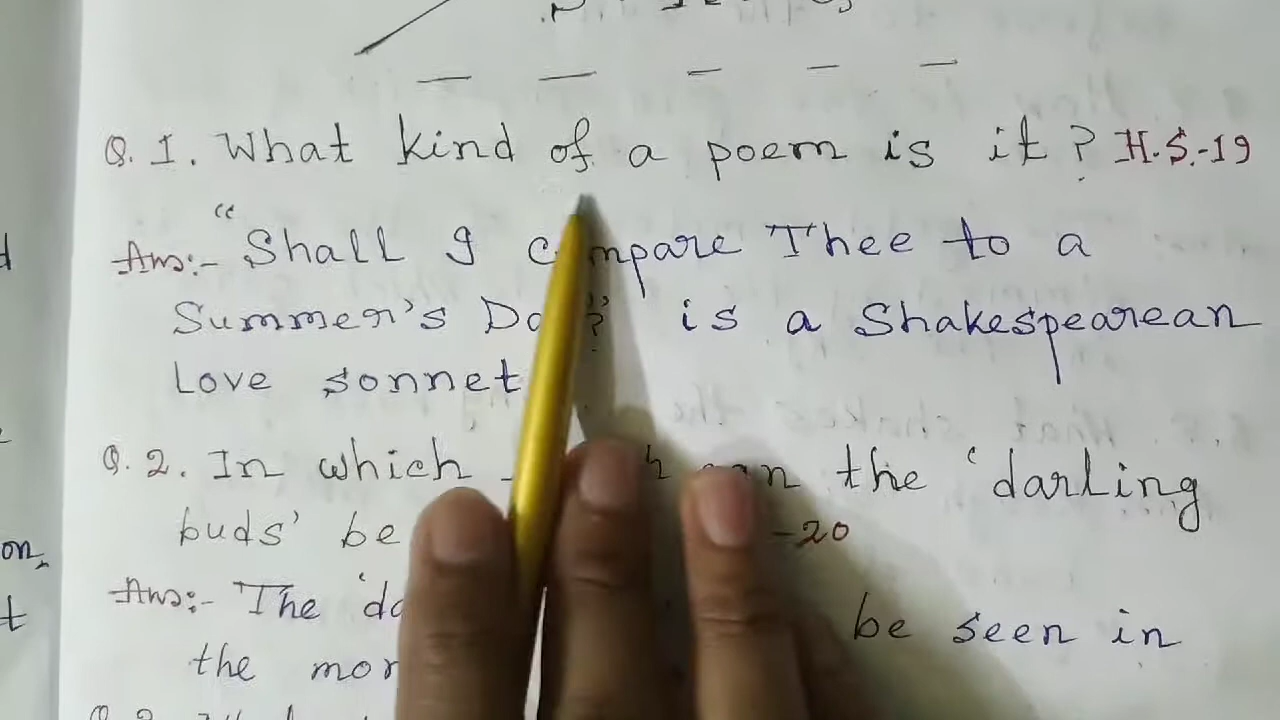 Q. 1. What kind of a poem is it? H.S.-19
Ans:- "Shall I compare Thee to a
Summer's Day"? is a Shakespearean
Love sonnet
Q. 2. In which the 'darling
buds' be -20
Ans:- The be seen in
the
on,
t